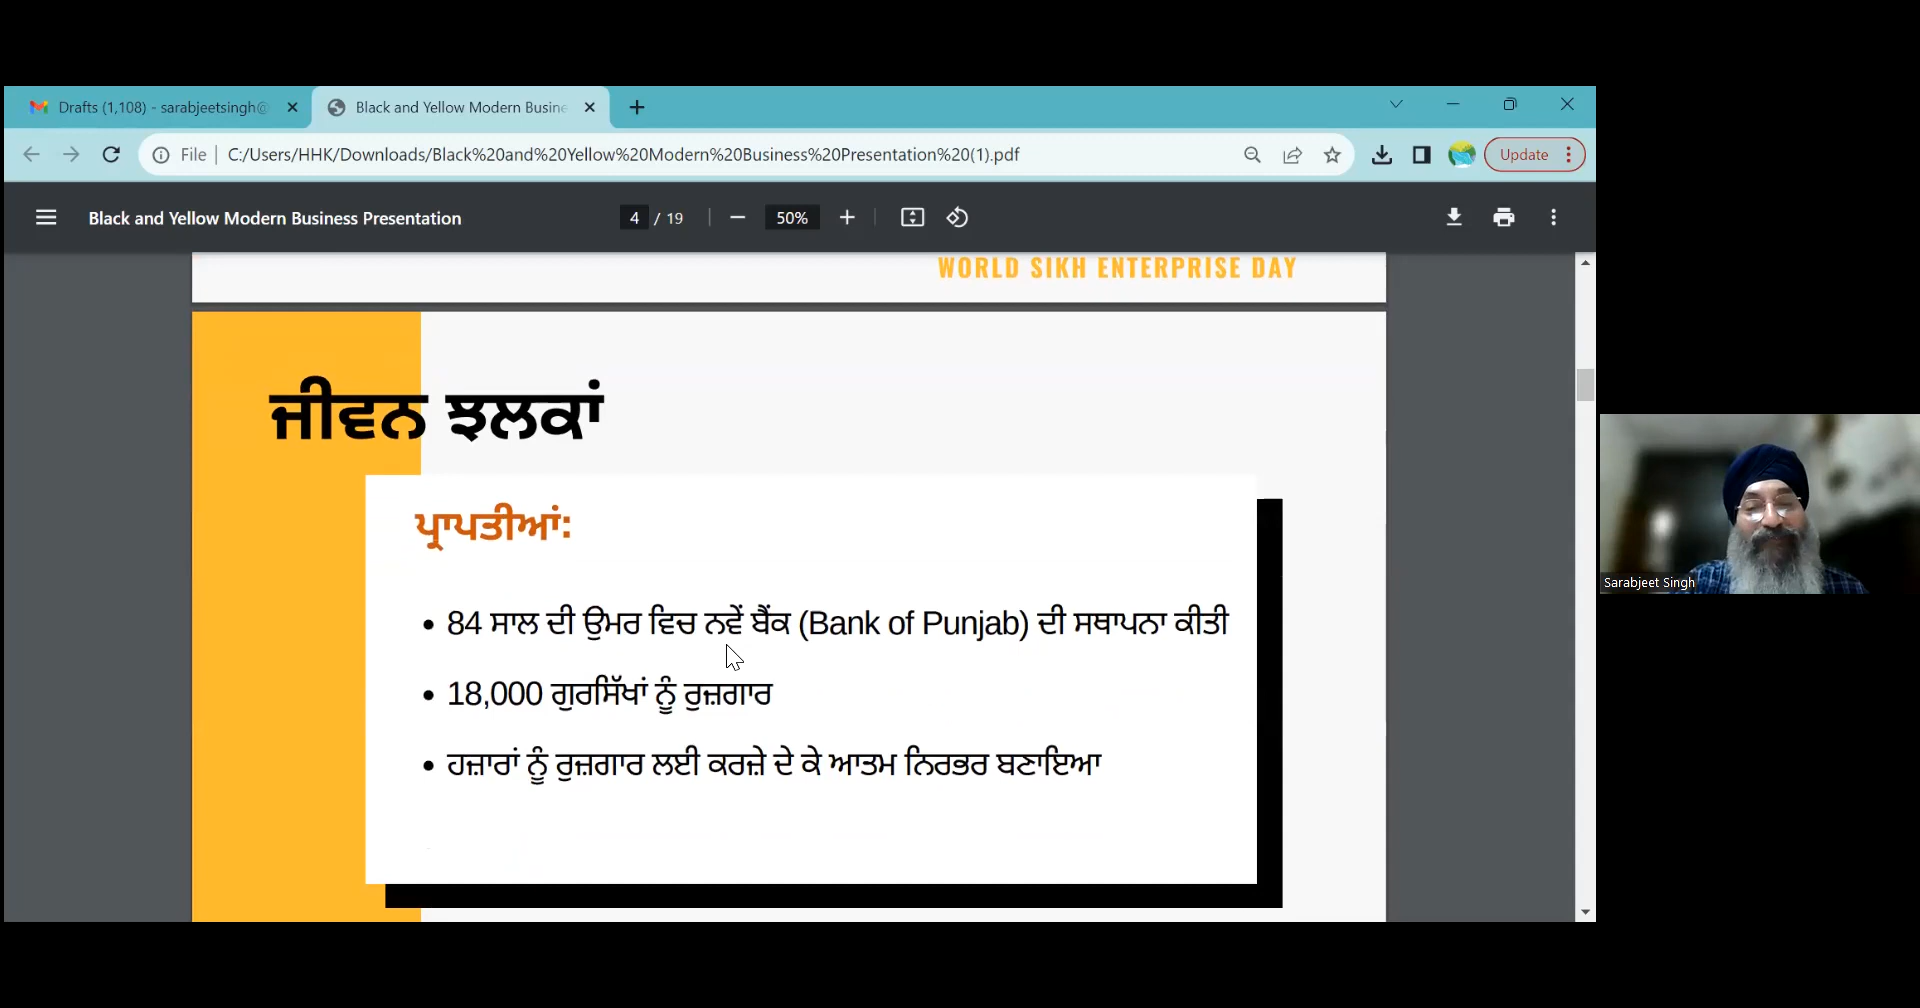 Drafts (1,108) - sarabjeetsingh@
Black and Yellow Modern Busine
File
C:/Users/HHK/Downloads/Black%20and%20Yellow%20Modern%20Business%20Presentation%20(1).pdf
Update
Black and Yellow Modern Business Presentation
4 / 19
50%
WORLD SIKH ENTERPRISE DAY
ਜੀਵਨ ਝਲਕਾਂ
ਪ੍ਰਾਪਤੀਆਂ:
• 84 ਸਾਲ ਦੀ ਉਮਰ ਵਿਚ ਨਵੇਂ ਬੈਂਕ (Bank of Punjab) ਦੀ ਸਥਾਪਨਾ ਕੀਤੀ
• 18,000 ਗੁਰਸਿੱਖਾਂ ਨੂੰ ਰੁਜ਼ਗਾਰ
• ਹਜ਼ਾਰਾਂ ਨੂੰ ਰੁਜ਼ਗਾਰ ਲਈ ਕਰਜ਼ੇ ਦੇ ਕੇ ਆਤਮ ਨਿਰਭਰ ਬਣਾਇਆ
Sarabjeet Singh